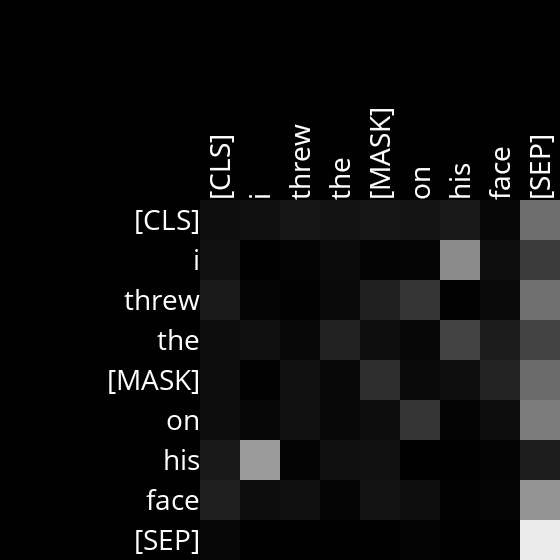 [CLS] i threw the [MASK] on his face [SEP]
[CLS]
i
threw
the
[MASK]
on
his
face
[SEP]